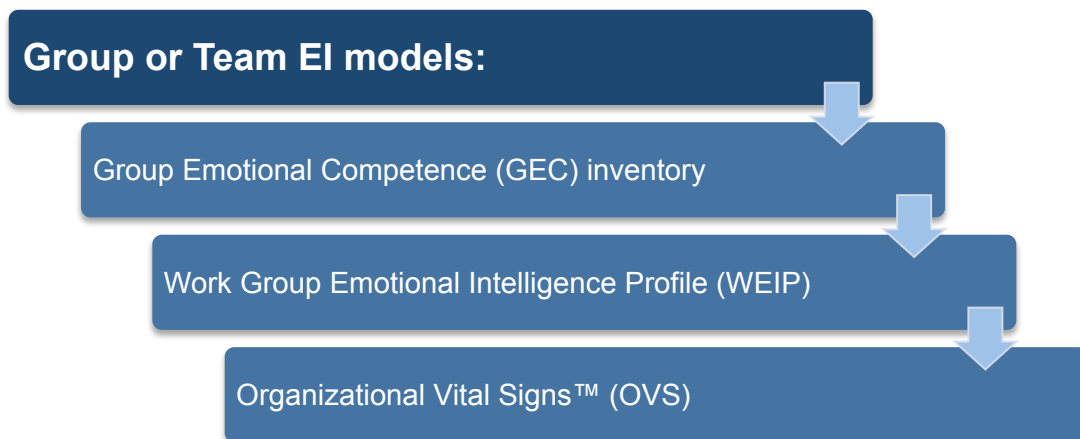 Group or Team EI models:
Group Emotional Competence (GEC) inventory
Work Group Emotional Intelligence Profile (WEIP)
Organizational Vital Signs™ (OVS)